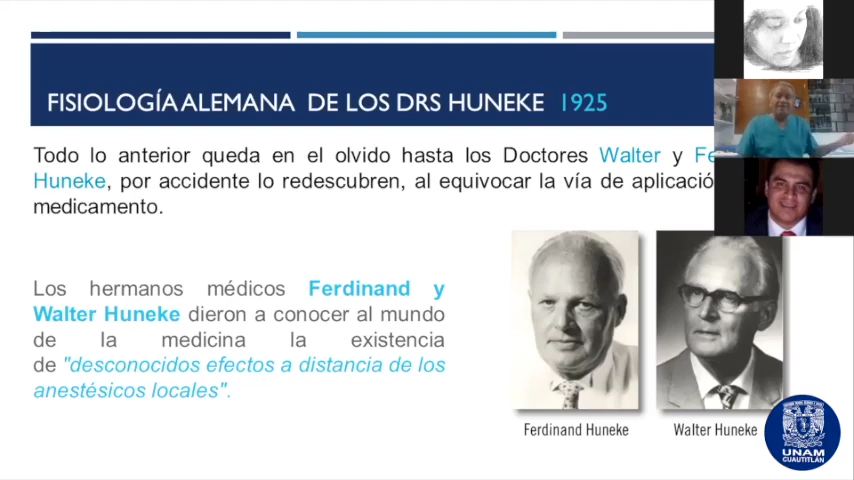 FISIOLOGÍA ALEMANA DE LOS DRS HUNEKE 1925
Todo lo anterior queda en el olvido hasta los Doctores Walter y
Huneke, por accidente lo redescubren, al equivocar la vía de
medicamento.
Los hermanos médicos Ferdinand y
Walter Huneke dieron a conocer al mundo
de la medicina la existencia
de "desconocidos efectos a distancia de los
anestésicos locales".
Ferdinand Huneke
Walter Huneke
UNAM
CUAUTITLÁN